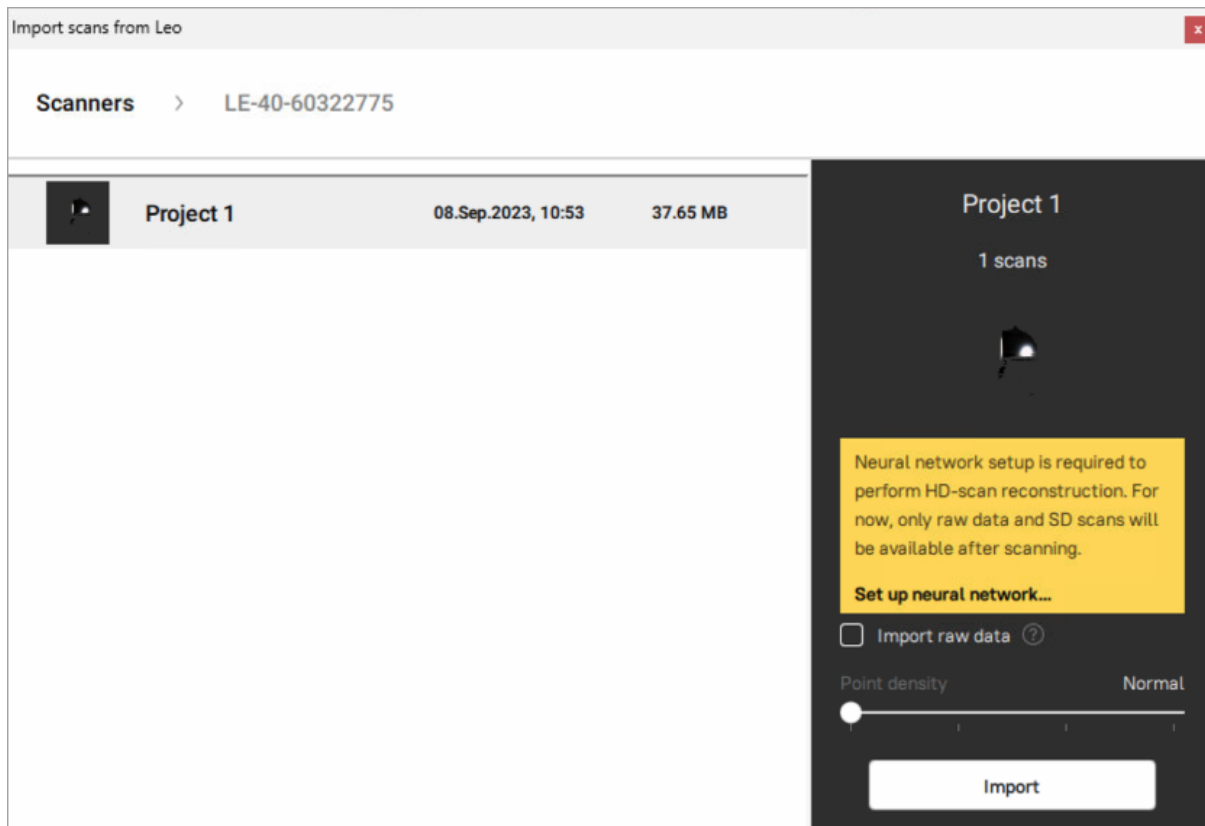 Import scans from Leo
x
Scanners > LE-40-60322775
Project 1 08.Sep.2023, 10:53 37.65 MB
Project 1
1 scans
Neural network setup is required to
perform HD-scan reconstruction. For
now, only raw data and SD scans will
be available after scanning.
Set up neural network...
Import raw data ?
Point density Normal
Import